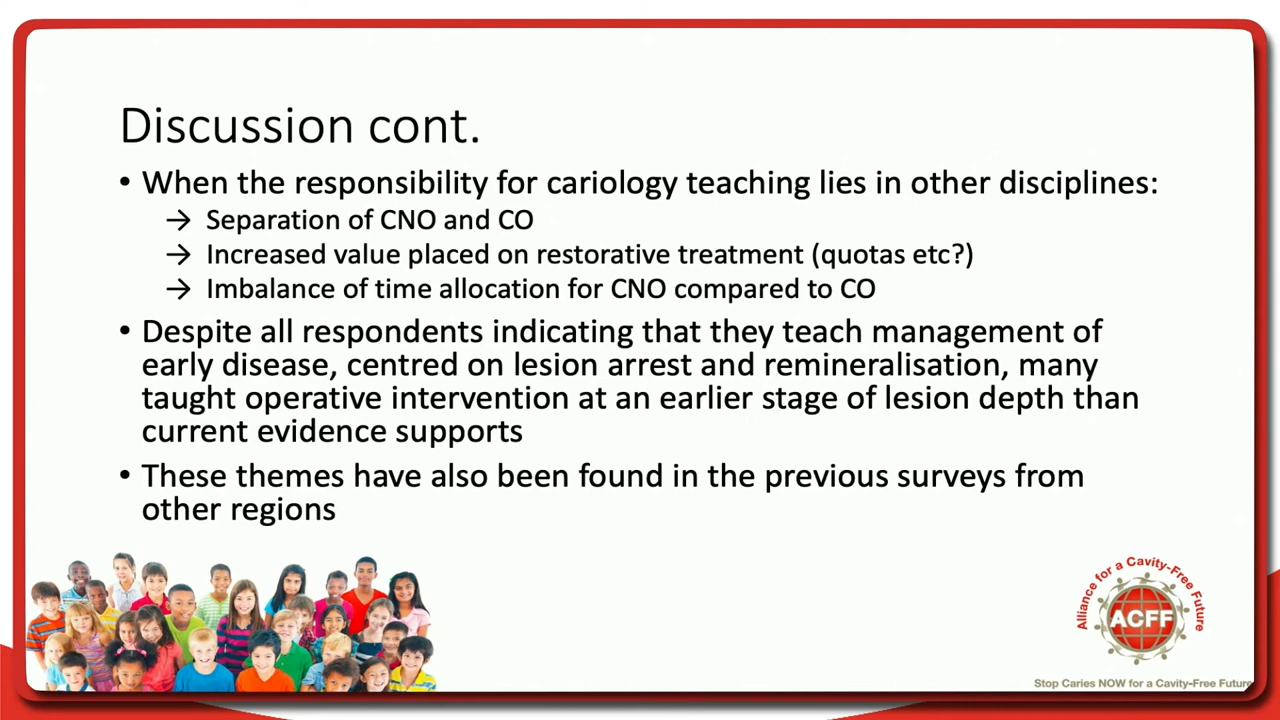 Discussion cont.
• When the responsibility for cariology teaching lies in other disciplines:
→ Separation of CNO and CO
→ Increased value placed on restorative treatment (quotas etc?)
→ Imbalance of time allocation for CNO compared to CO
• Despite all respondents indicating that they teach management of
early disease, centred on lesion arrest and remineralisation, many
taught operative intervention at an earlier stage of lesion depth than
current evidence supports
• These themes have also been found in the previous surveys from
other regions
Alliance for a Cavity-Free Future
ACFF
Stop Caries NOW for a Cavity-Free Future